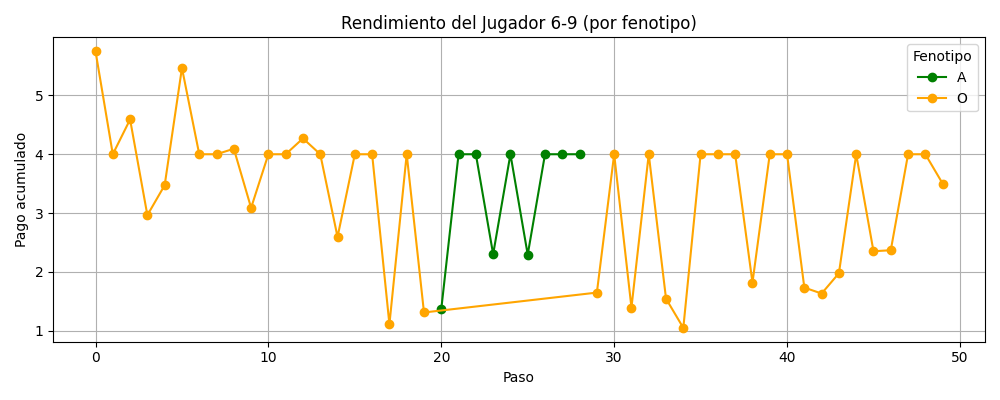 Rendimiento del Jugador 6-9 (por fenotipo)
Fenotipo
A
O
Pago acumulado
5
4
3
2
1
0 10 20 30 40 50
Paso